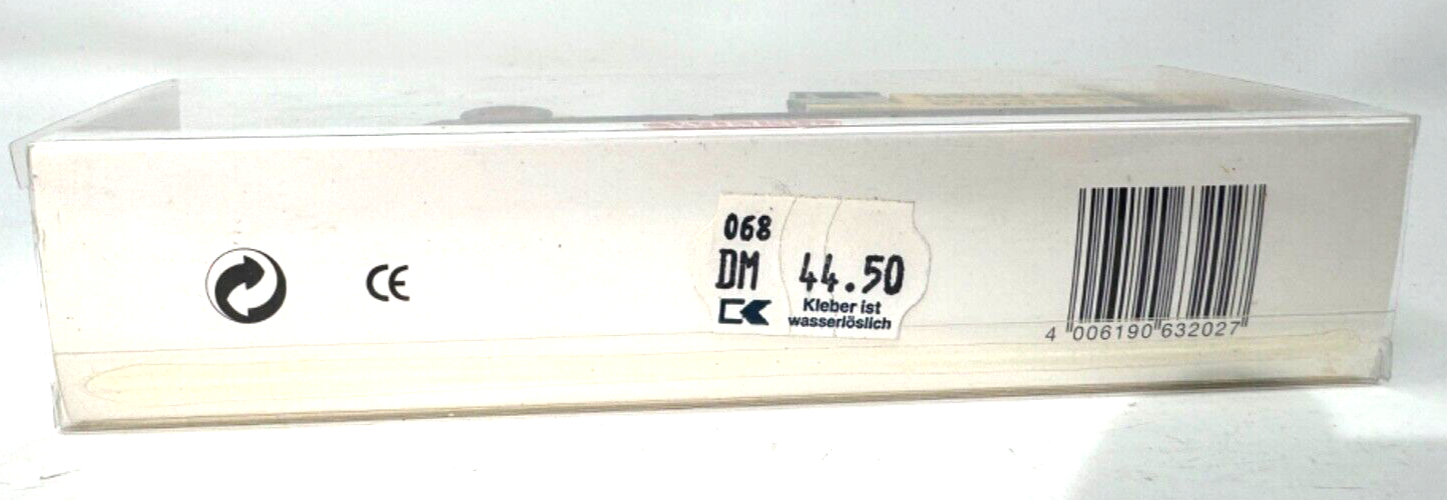 068
DM 44.50
Kleber ist
wasserlöslich
CE
4 006190 632027